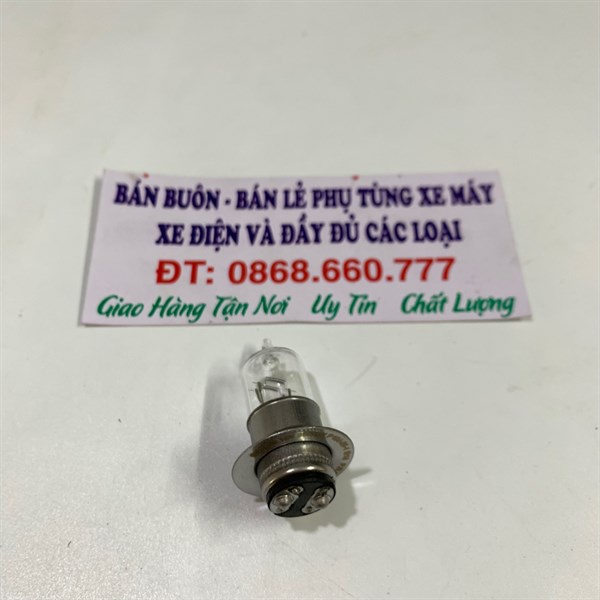 BÁN BUÔN - BÁN LẺ PHỤ TÙNG XE MÁY
XE ĐIỆN VÀ ĐẦY ĐỦ CÁC LOẠI
ĐT: 0868.660.777
Giao Hàng Tận Nơi Uy Tín Chất Lượng